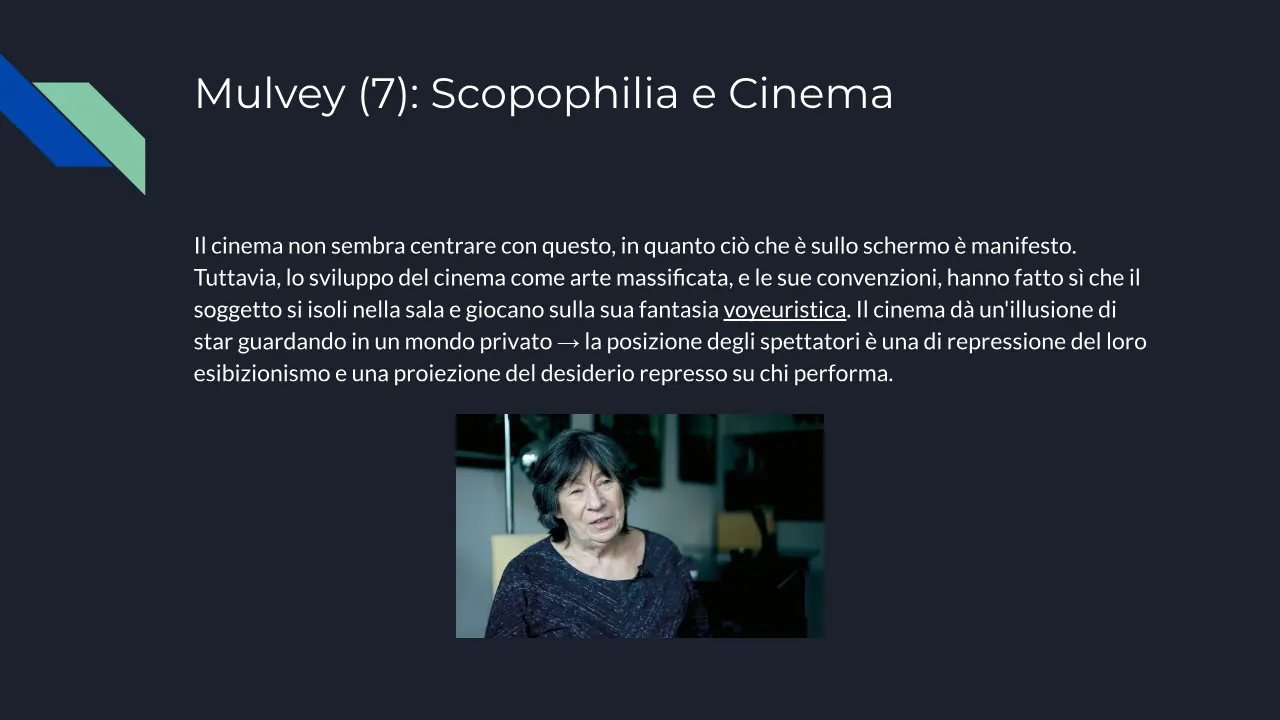 Mulvey (7): Scopophilia e Cinema
Il cinema non sembra centrare con questo, in quanto ciò che è sullo schermo è manifesto.
Tuttavia, lo sviluppo del cinema come arte massificata, e le sue convenzioni, hanno fatto sì che il
soggetto si isoli nella sala e giocano sulla sua fantasia voyeuristica. Il cinema dà un'illusione di
star guardando in un mondo privato → la posizione degli spettatori è una di repressione del loro
esibizionismo e una proiezione del desiderio represso su chi performa.